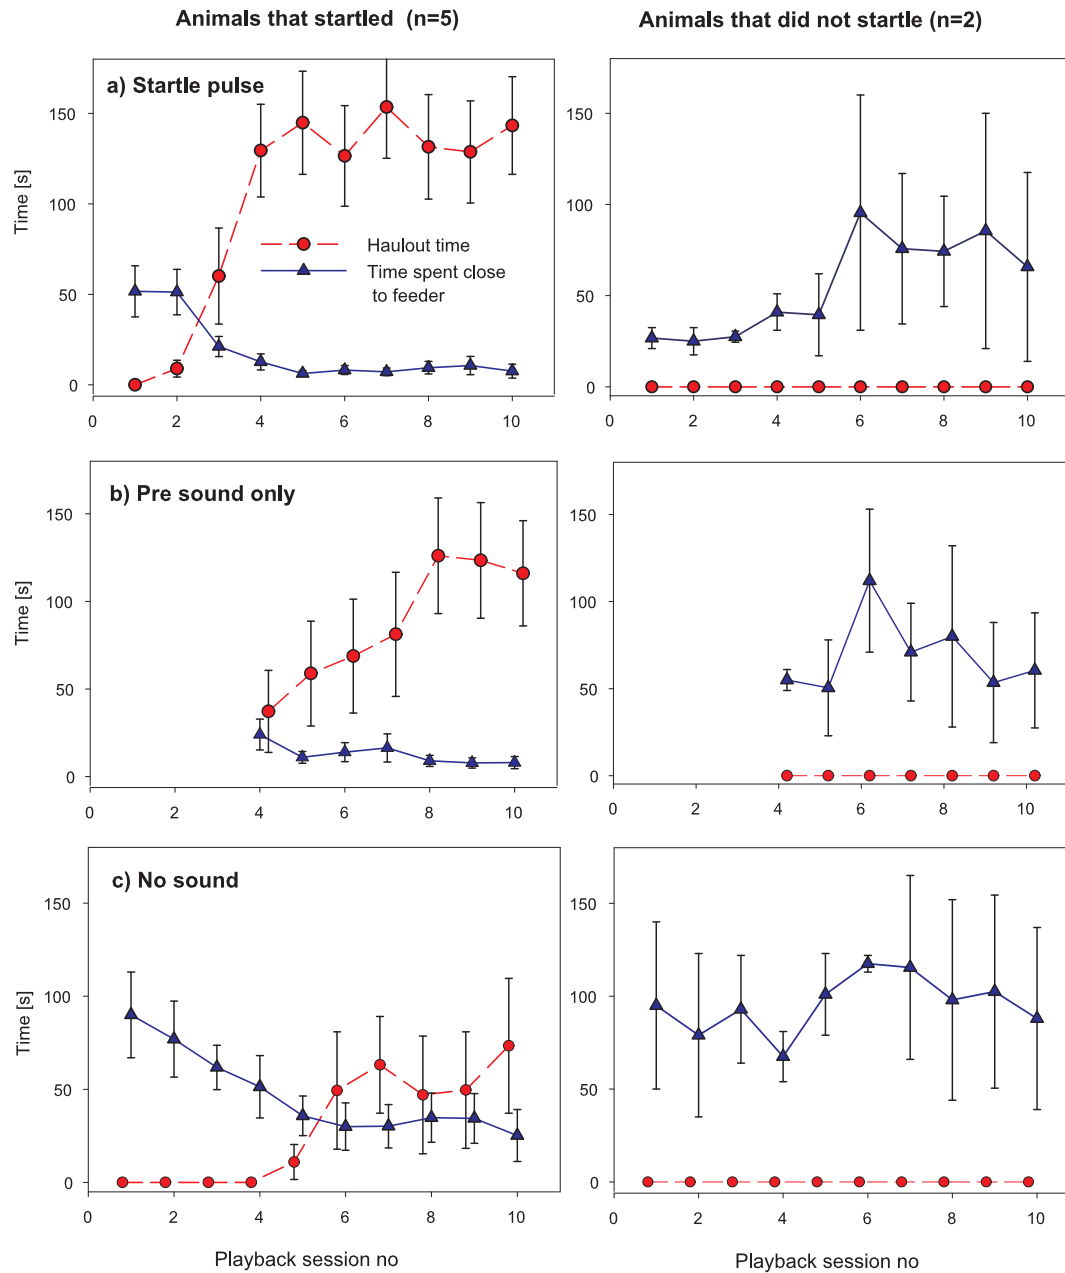 Animals that startled (n=5)
Animals that did not startle (n=2)
a) Startle pulse
Time [s]
150
100
50
0
Haulout time
Time spent close
to feeder
0 2 4 6 8 10
150
100
50
0
0 2 4 6 8 10
b) Pre sound only
Time [s]
150
100
50
0
0 2 4 6 8 10
150
100
50
0
0 2 4 6 8 10
c) No sound
Time [s]
150
100
50
0
0 2 4 6 8 10
Playback session no
150
100
50
0
0 2 4 6 8 10
Playback session no